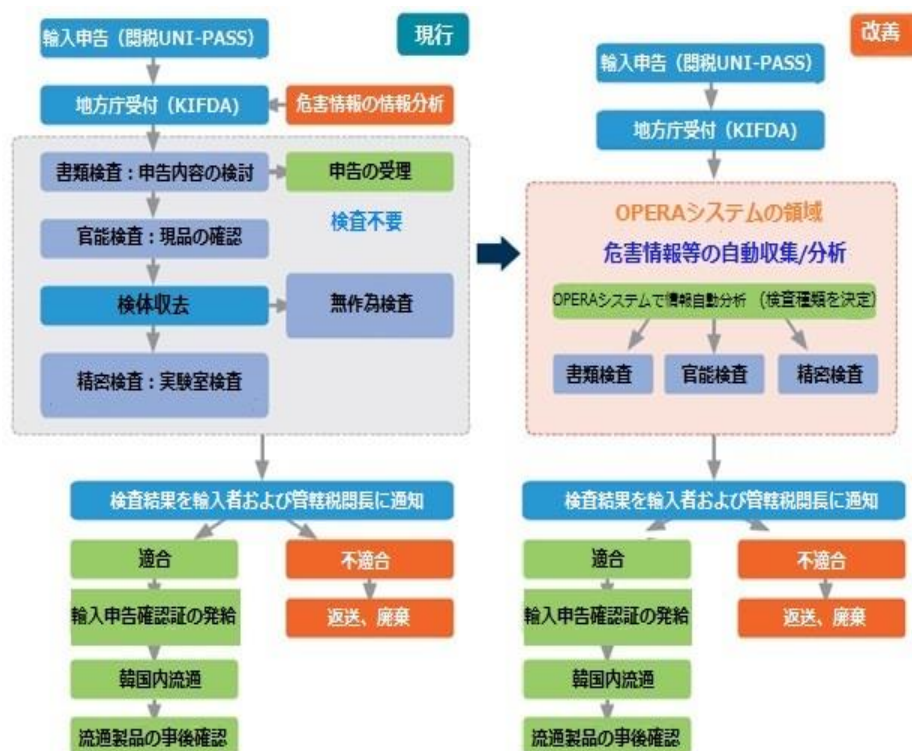 現行
輸入申告（関税UNI-PASS）
地方庁受付（KIFDA）
危害情報の情報分析
書類検査：申告内容の検討
申告の受理
検査不要
官能検査：現品の確認
検体収去
無作為検査
精密検査：実験室検査
検査結果を輸入者および管轄税関長に通知
適合
不適合
輸入申告確認証の発給
返送、廃棄
韓国内流通
流通製品の事後確認
改善
輸入申告（関税UNI-PASS）
地方庁受付（KIFDA)
OPERAシステムの領域
危害情報等の自動収集/分析
OPERAシステムで情報自動分析 （検査種類を決定）
書類検査
官能検査
精密検査
検査結果を輸入者および管轄税関長に通知
適合
不適合
輸入申告確認証の発給
返送、廃棄
韓国内流通
流通製品の事後確認